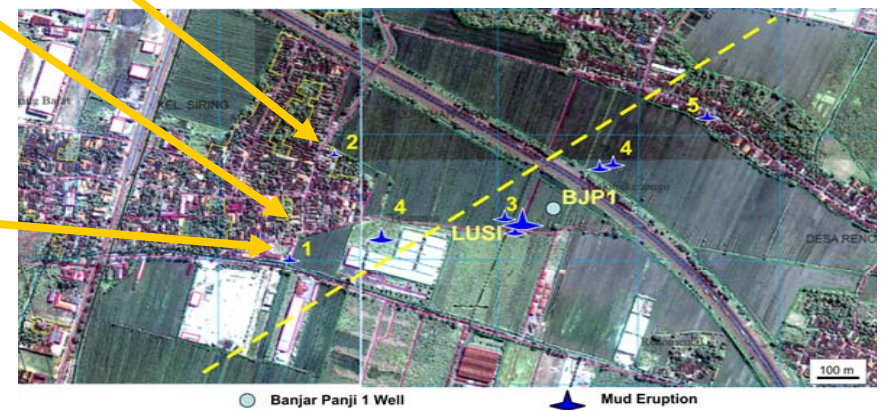 KEL. SIRING
2
5
4
BJP1
3
4
LUSI
1
DESA RENO
100 m
Banjar Panji 1 Well
Mud Eruption